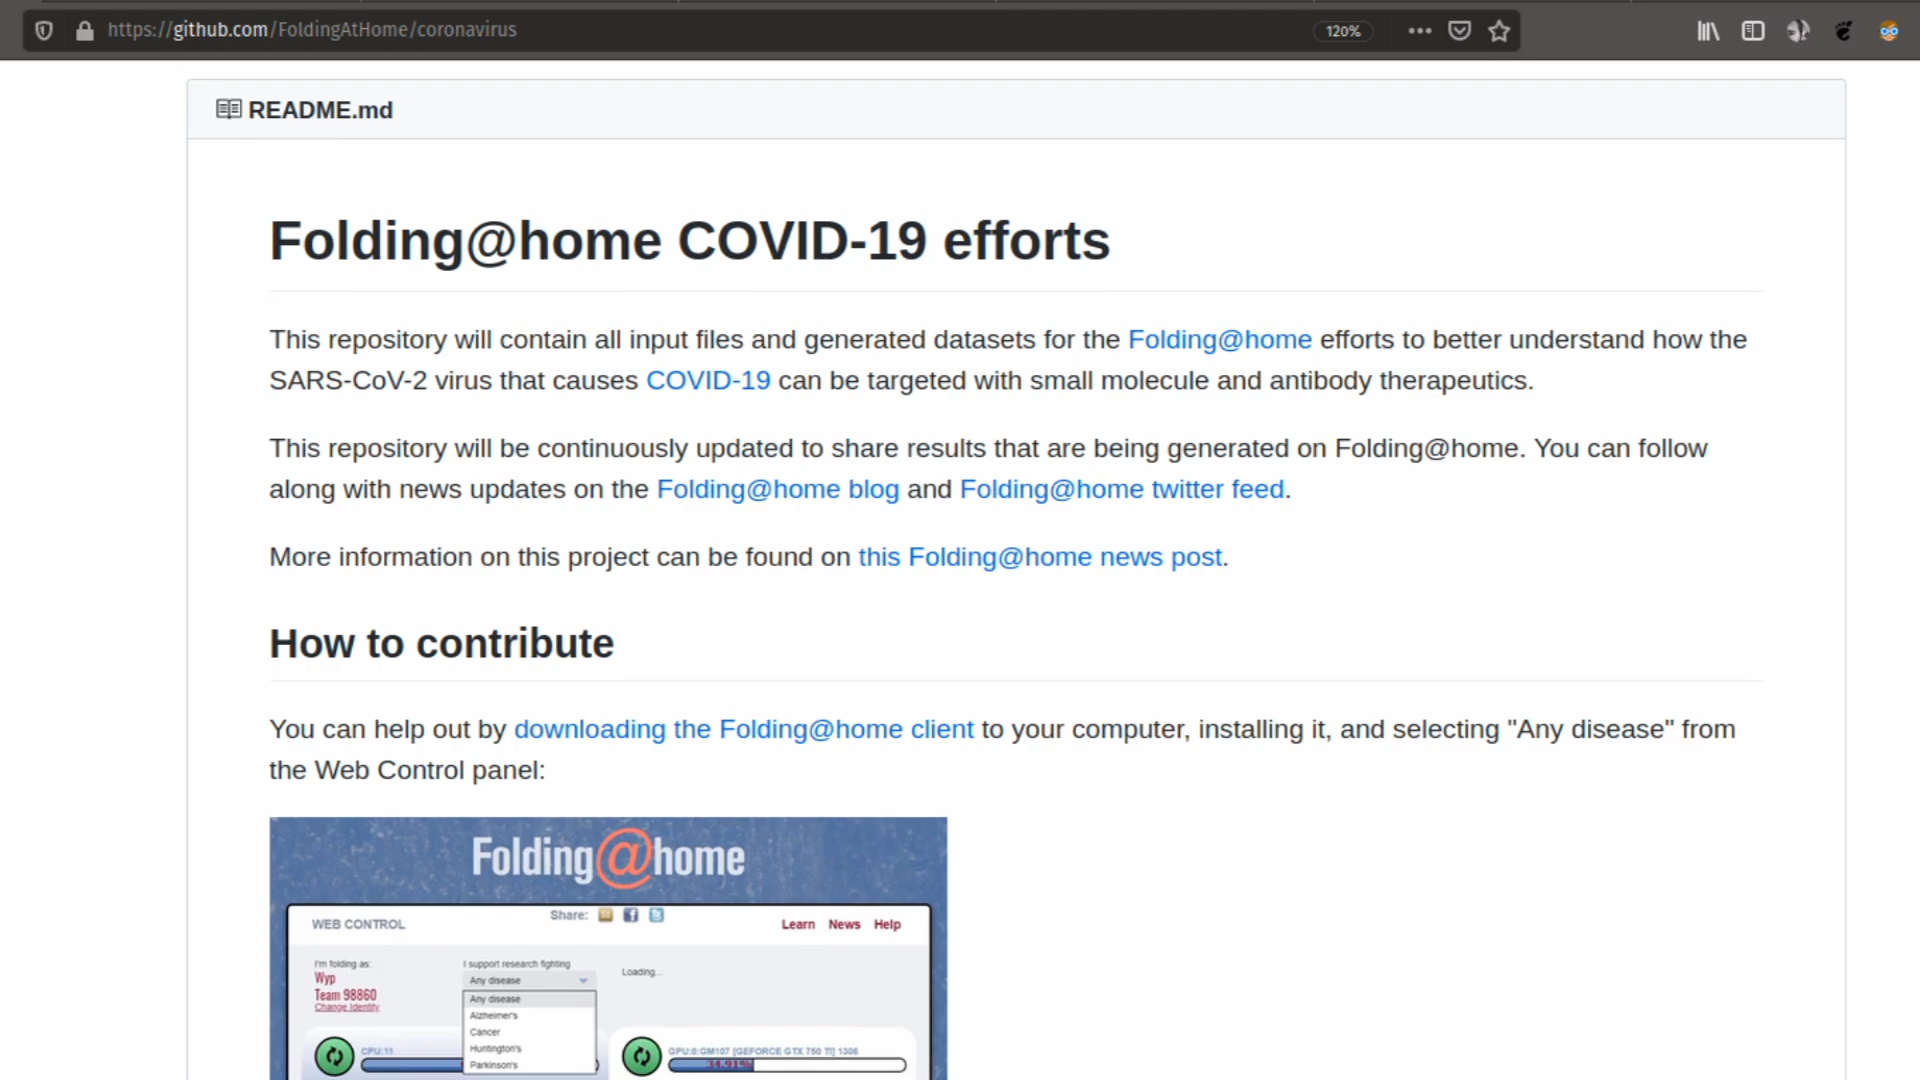 https://github.com/FoldingAtHome/coronavirus
120%
README.md
Folding@home COVID-19 efforts
This repository will contain all input files and generated datasets for the Folding@home efforts to better understand how the
SARS-CoV-2 virus that causes COVID-19 can be targeted with small molecule and antibody therapeutics.
This repository will be continuously updated to share results that are being generated on Folding@home. You can follow
along with news updates on the Folding@home blog and Folding@home twitter feed.
More information on this project can be found on this Folding@home news post.
How to contribute
You can help out by downloading the Folding@home client to your computer, installing it, and selecting "Any disease" from
the Web Control panel:
Folding@home
WEB CONTROL
Share:
Learn News Help
I'm folding as:
Wyp
Team 98860
Change Identity
I support research fighting
Any disease
Any disease
Alzheimer's
Cancer
Huntington's
Parkinson's
Loading...
CPU:11
GPU:0:GM107 [GEFORCE GTX 750 TI] 1306
34.91%